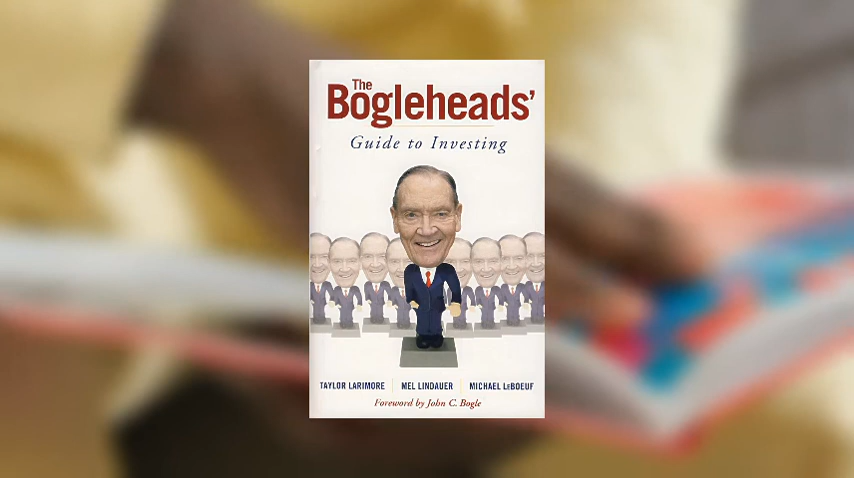 The
Bogleheads'
Guide to Investing
TAYLOR LARIMORE | MEL LINDAUER | MICHAEL LEBOEUF
Foreword by John C. Bogle